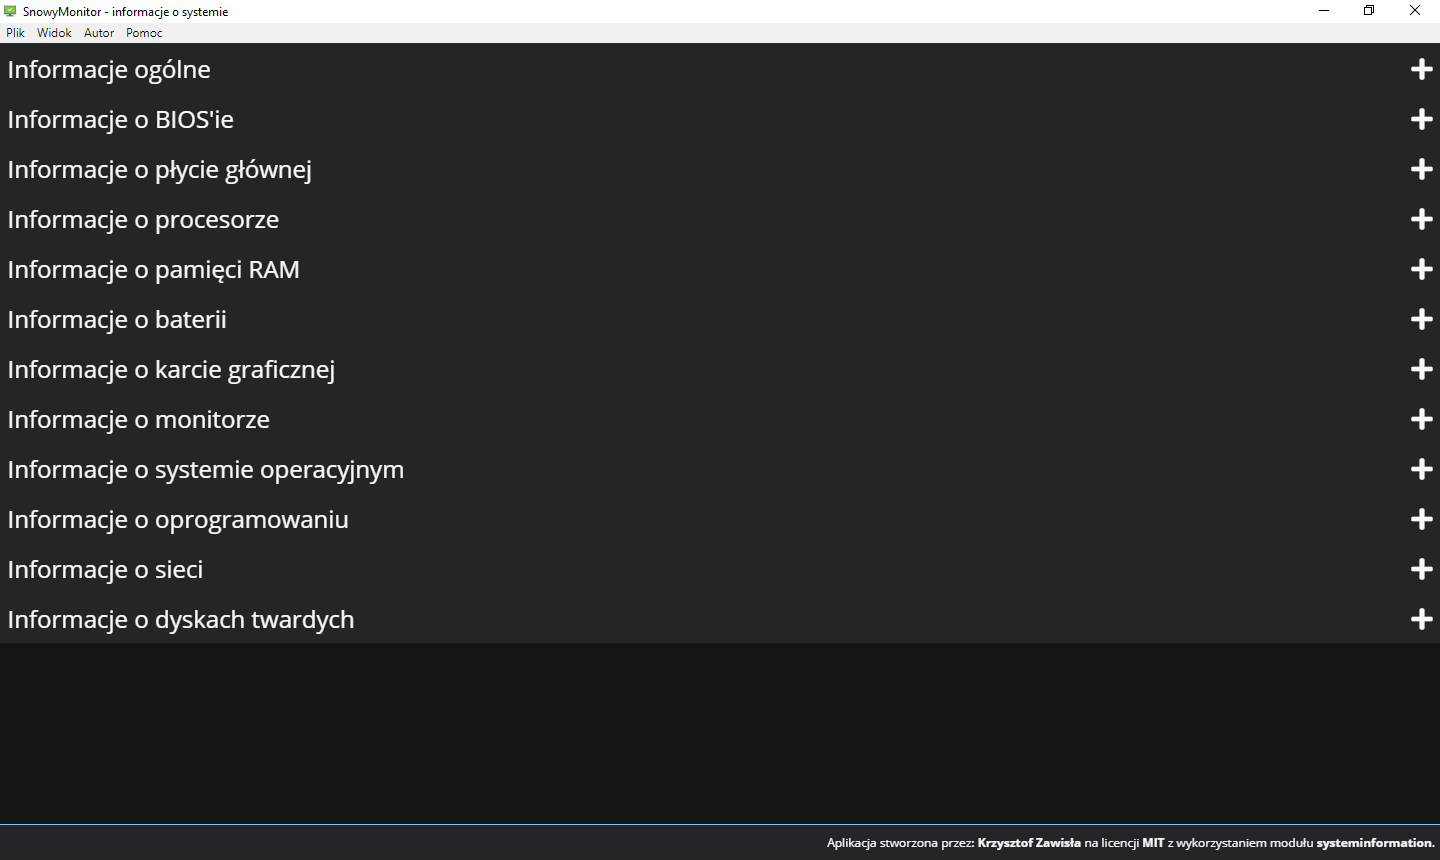 SnowyMonitor - informacje o systemie
Plik Widok Autor Pomoc
Informacje ogólne
Informacje o BIOS'ie
Informacje o płycie głównej
Informacje o procesorze
Informacje o pamięci RAM
Informacje o baterii
Informacje o karcie graficznej
Informacje o monitorze
Informacje o systemie operacyjnym
Informacje o oprogramowaniu
Informacje o sieci
Informacje o dyskach twardych
Aplikacja stworzona przez: Krzysztof Zawisła na licencji MIT z wykorzystaniem modułu systeminformation.